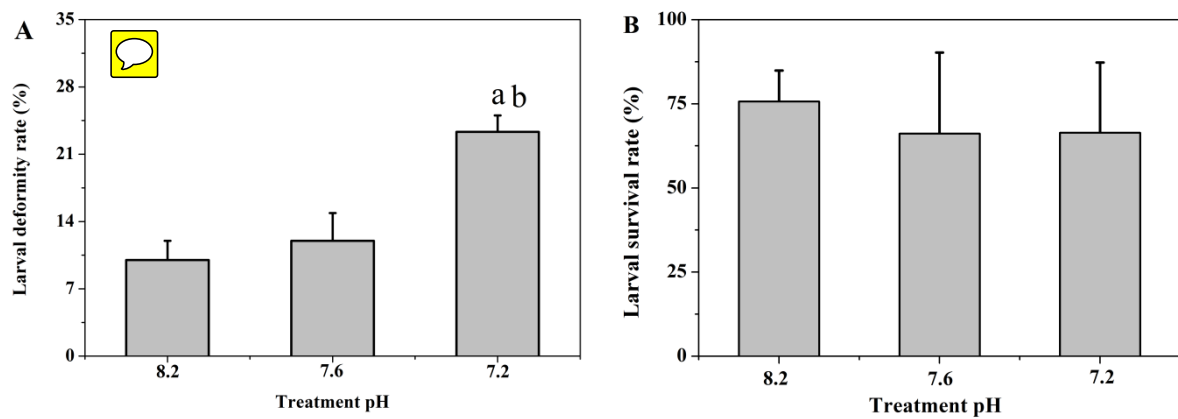 A
Larval deformity rate (%)
35
28
21
14
7
0
a b
8.2 7.6 7.2
Treatment pH
B
Larval survival rate (%)
100
75
50
25
0
8.2 7.6 7.2
Treatment pH